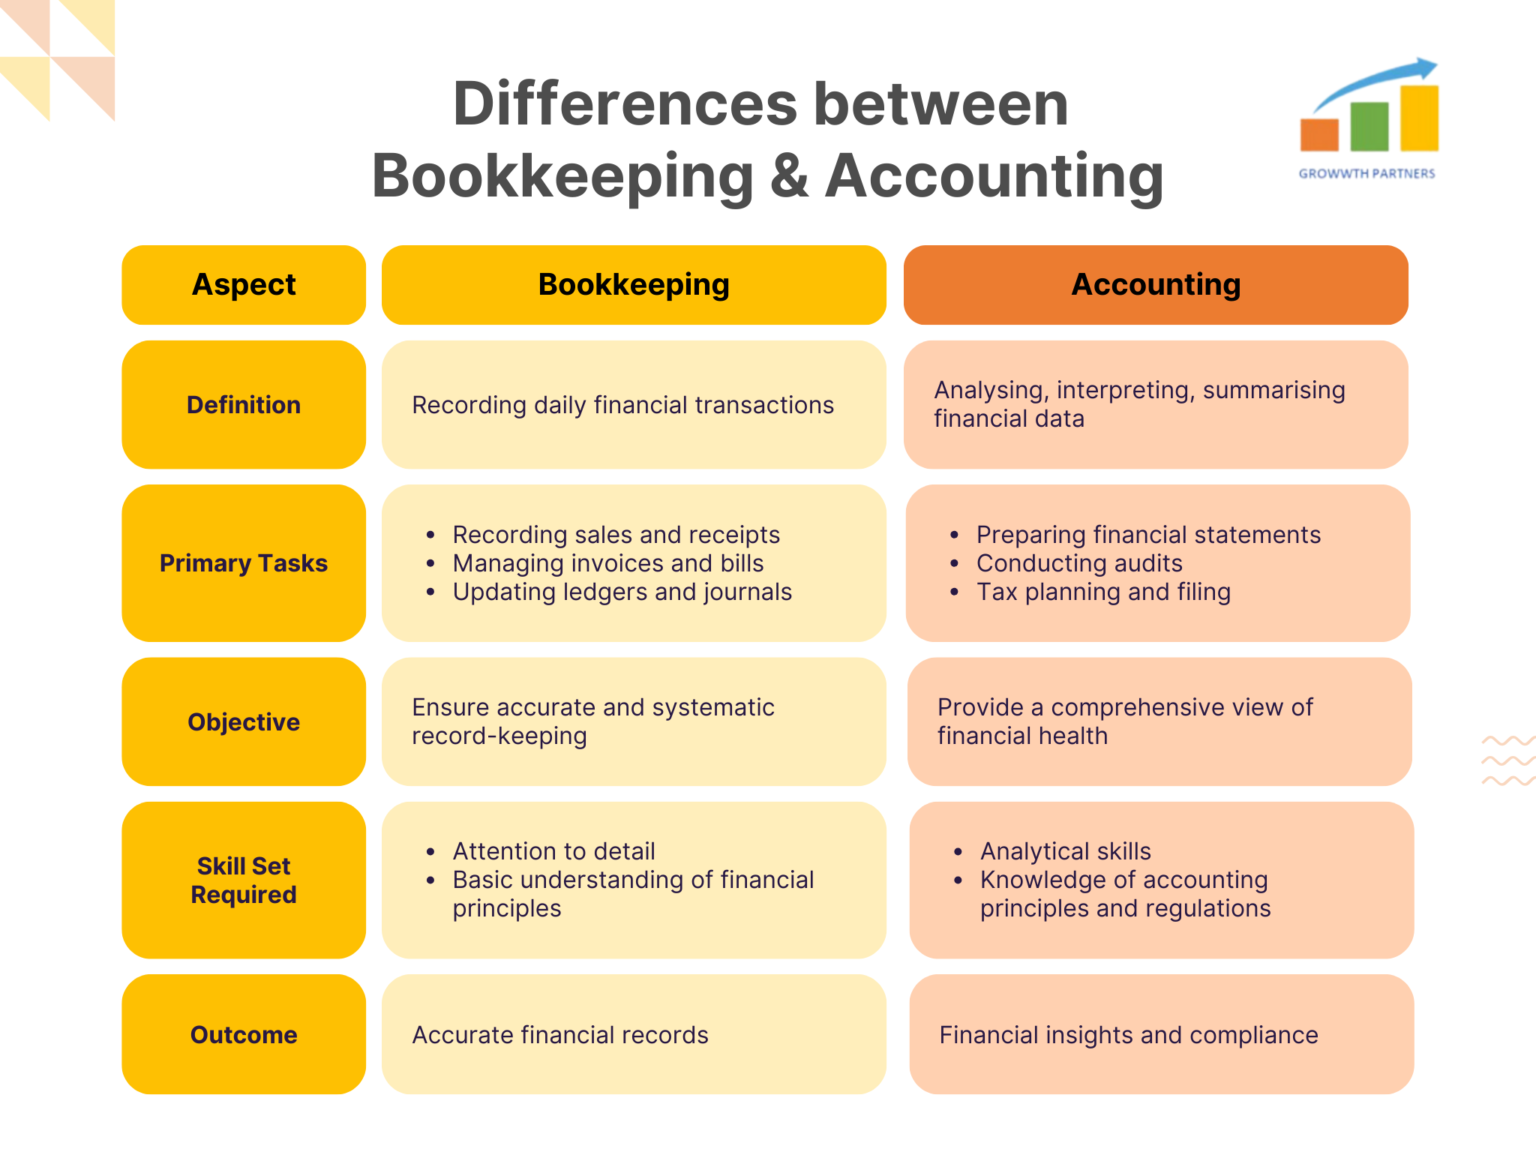 Differences between
Bookkeeping & Accounting
GROWWTH PARTNERS
Aspect
Bookkeeping
Accounting
Definition
Recording daily financial transactions
Analysing, interpreting, summarising
financial data
Primary Tasks
• Recording sales and receipts
• Managing invoices and bills
• Updating ledgers and journals
• Preparing financial statements
• Conducting audits
• Tax planning and filing
Objective
Ensure accurate and systematic
record-keeping
Provide a comprehensive view of
financial health
Skill Set
Required
• Attention to detail
• Basic understanding of financial
principles
• Analytical skills
• Knowledge of accounting
principles and regulations
Outcome
Accurate financial records
Financial insights and compliance